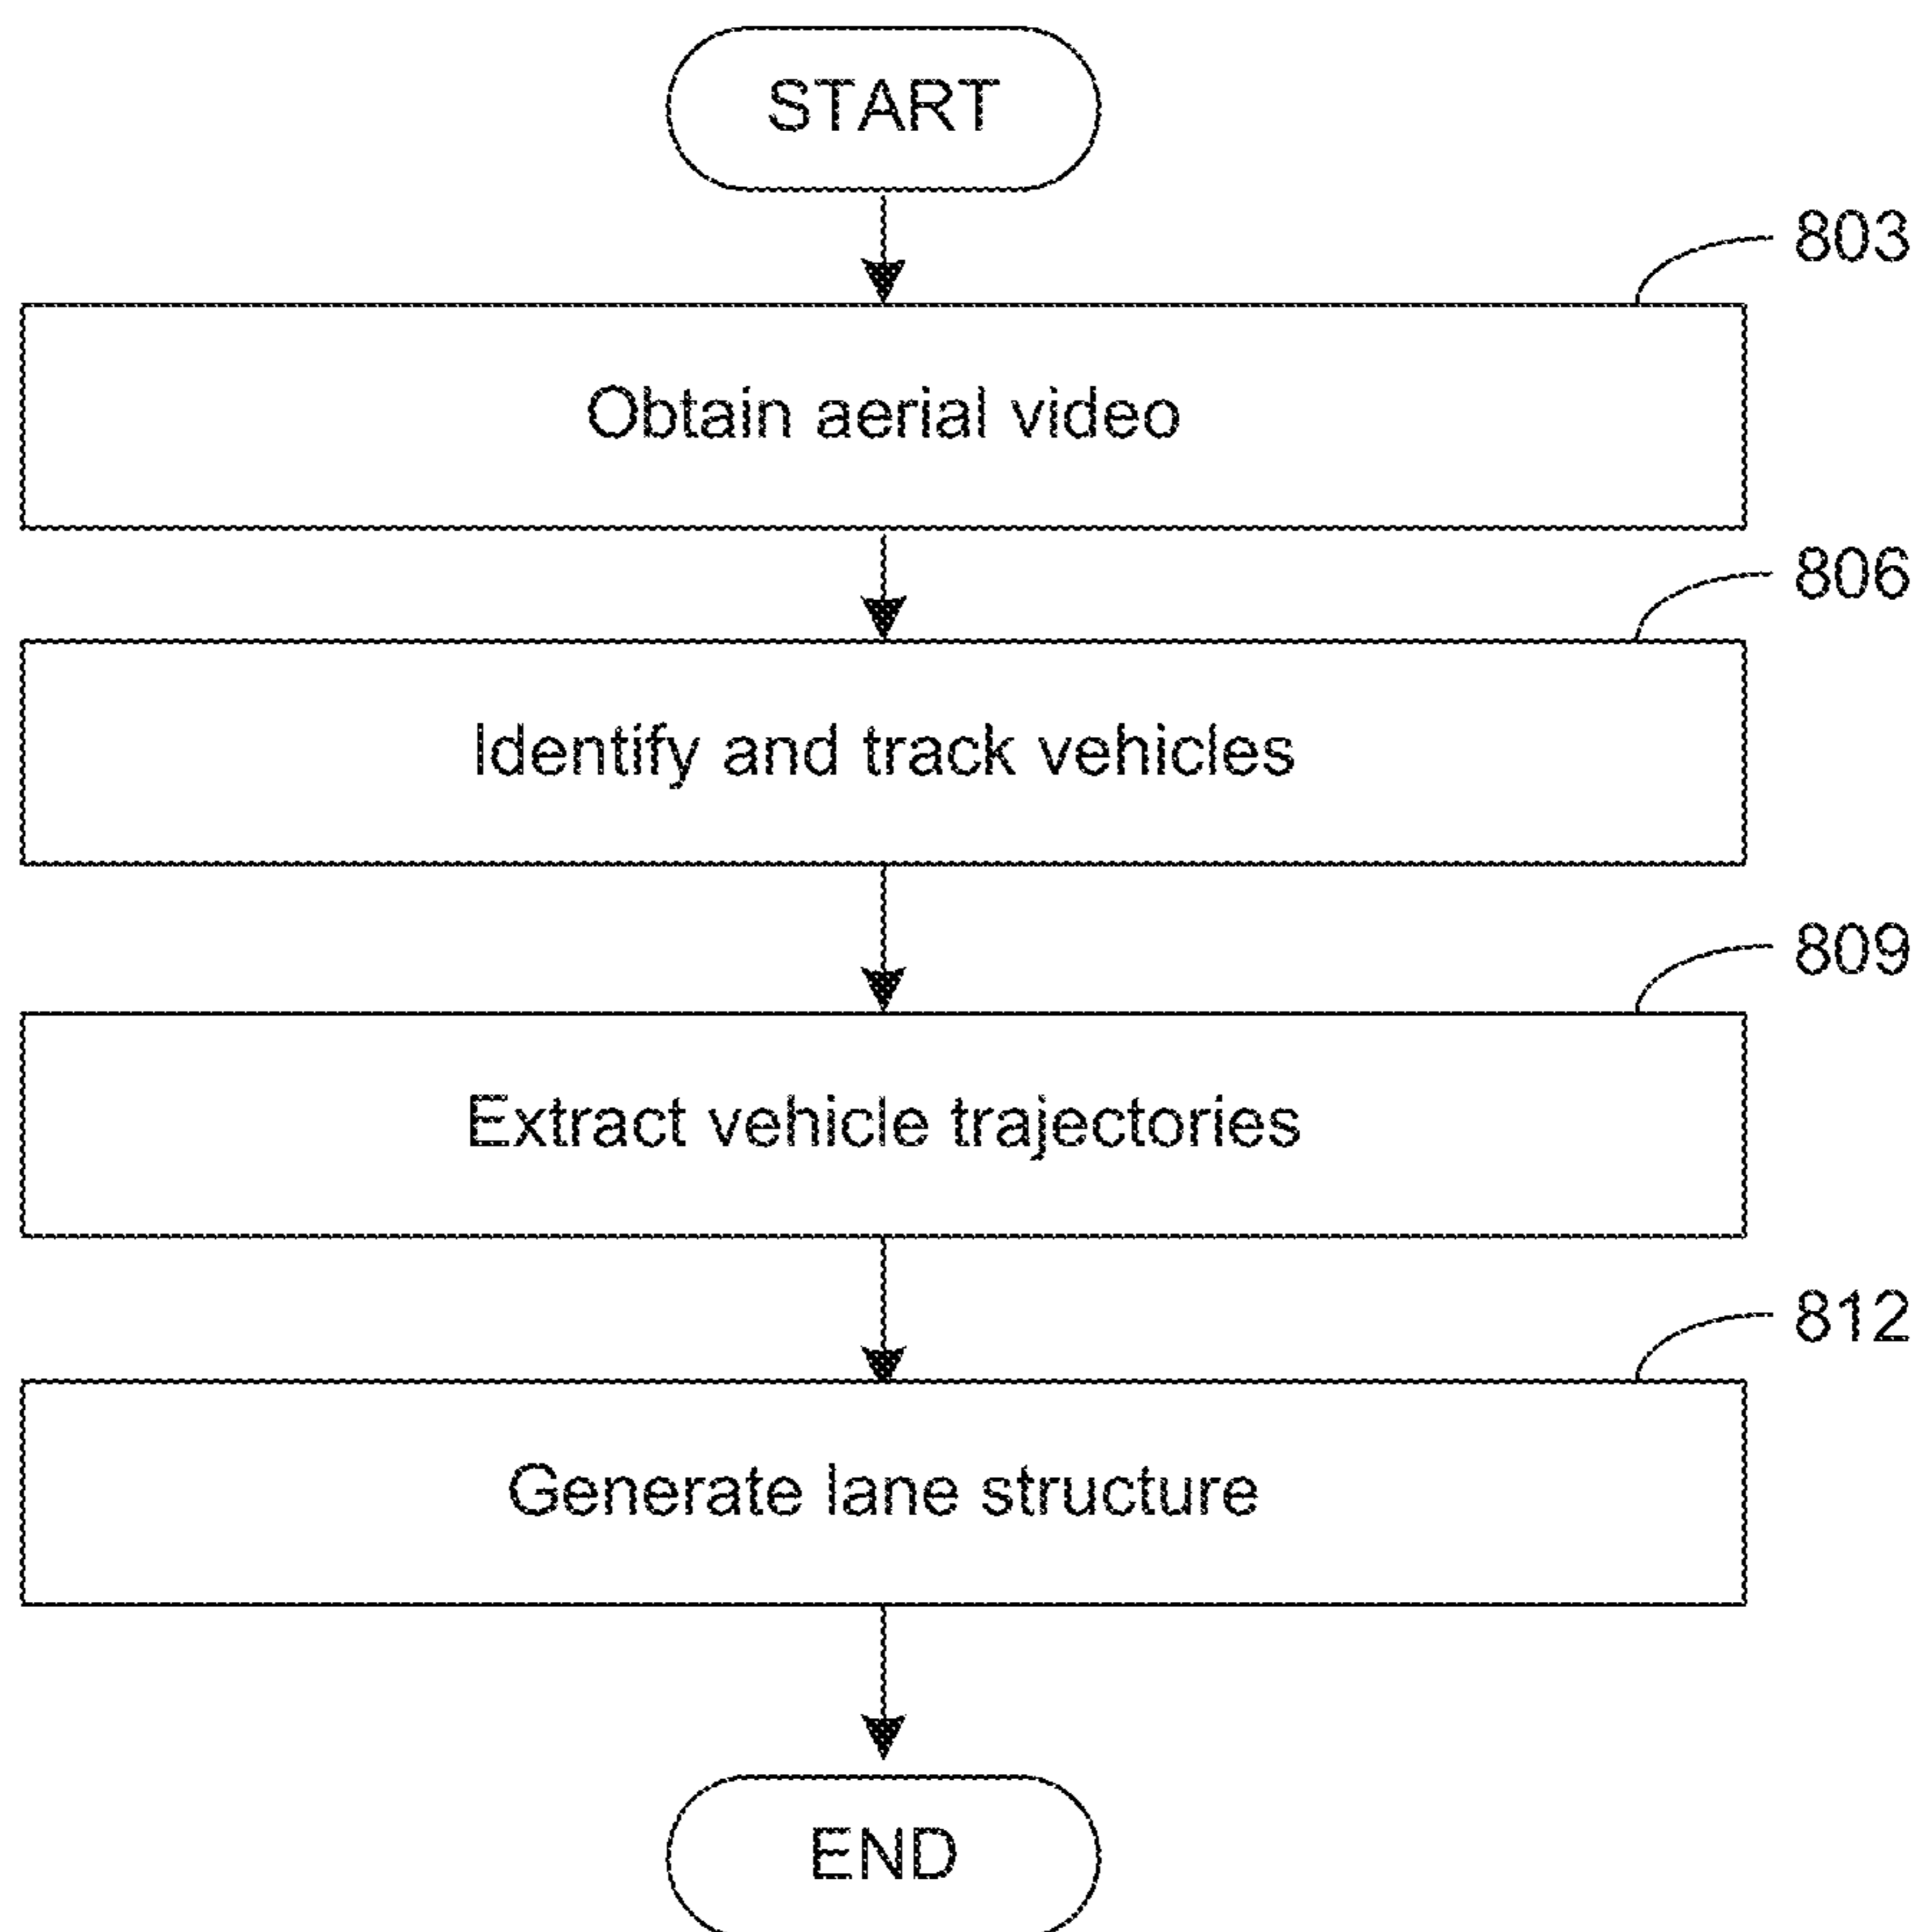 START
803
Obtain aerial video
806
Identify and track vehicles
809
Extract vehicle trajectories
812
Generate lane structure
END